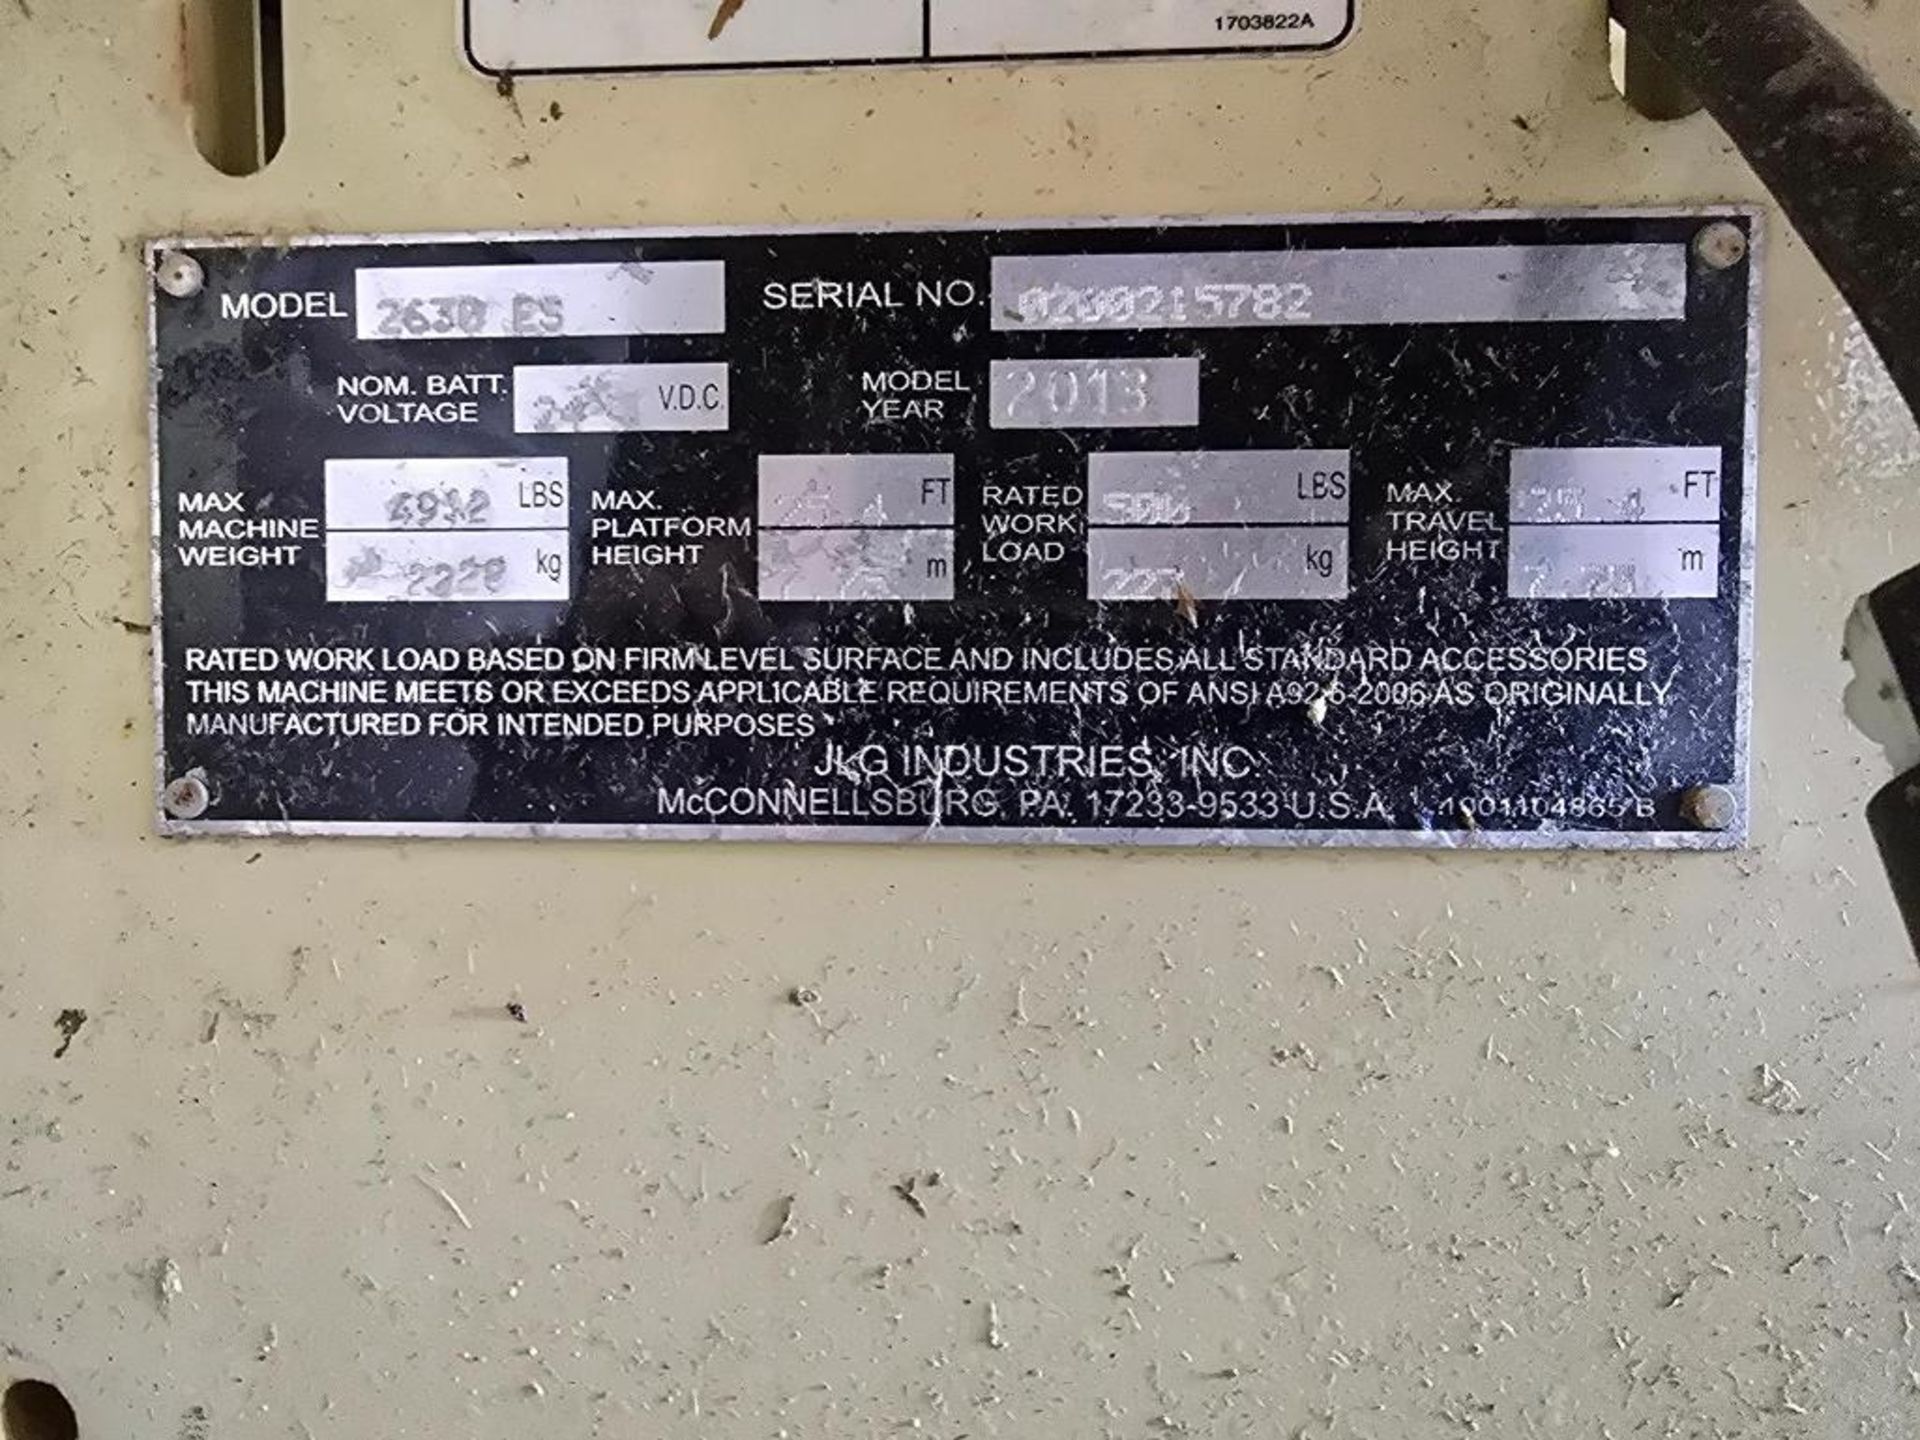 1703822A
MODEL 2630 ES SERIAL NO. 0200215782
NOM. BATT. VOLTAGE V.D.C. MODEL YEAR 2013
MAX MACHINE WEIGHT LBS MAX. PLATFORM HEIGHT FT RATED WORK LOAD 500 LBS MAX. TRAVEL HEIGHT FT
kg m kg m
RATED WORK LOAD BASED ON FIRM LEVEL SURFACE AND INCLUDES ALL STANDARD ACCESSORIES
THIS MACHINE MEETS OR EXCEEDS APPLICABLE REQUIREMENTS OF ANSI A92.6-2006 AS ORIGINALLY
MANUFACTURED FOR INTENDED PURPOSES
JLG INDUSTRIES, INC.
McCONNELLSBURG, PA. 17233-9533 U.S.A. 1001104865 B